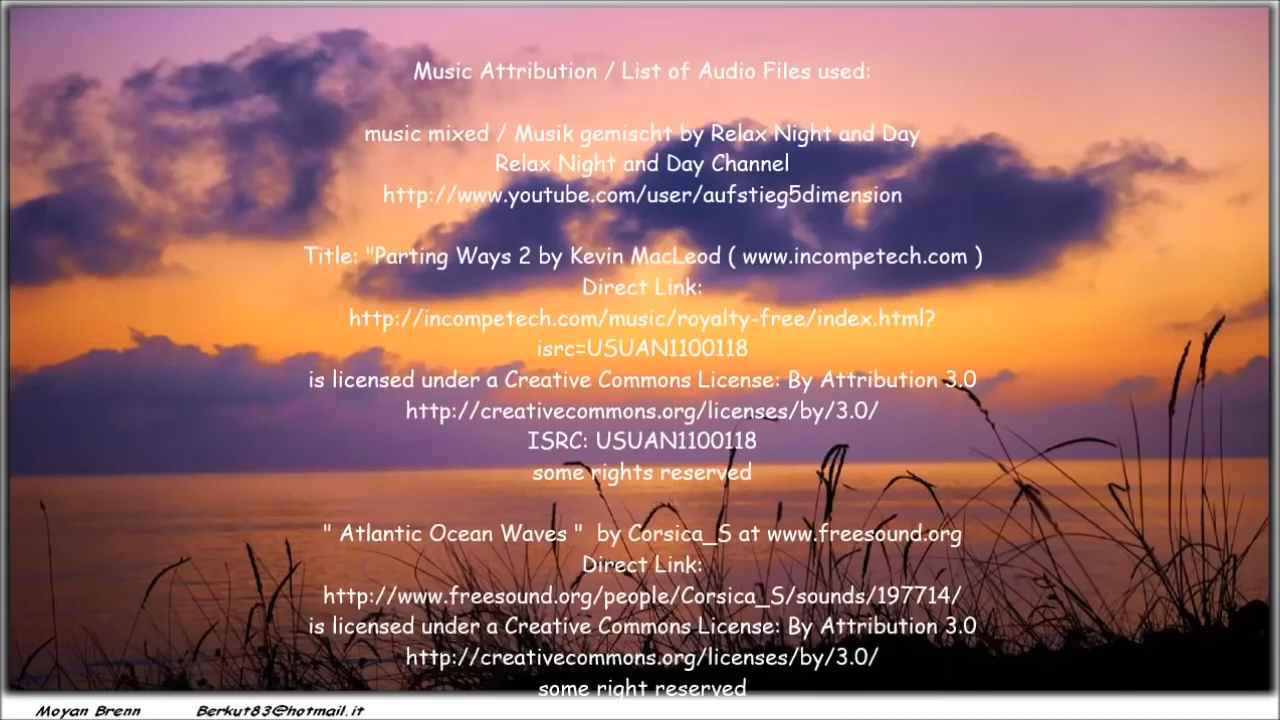 Music Attribution / List of Audio Files used:
music mixed / Musik gemischt by Relax Night and Day
Relax Night and Day Channel
http://www.youtube.com/user/aufstieg5dimension
Title: "Parting Ways 2 by Kevin MacLeod ( www.incompetech.com )
Direct Link:
http://incompetech.com/music/royalty-free/index.html?
isrc=USUAN1100118
is licensed under a Creative Commons License: By Attribution 3.0
http://creativecommons.org/licenses/by/3.0/
ISRC: USUAN1100118
some rights reserved
" Atlantic Ocean Waves "  by Corsica_S at www.freesound.org
Direct Link:
http://www.freesound.org/people/Corsica_S/sounds/197714/
is licensed under a Creative Commons License: By Attribution 3.0
http://creativecommons.org/licenses/by/3.0/
some right reserved
Moyan Brenn Berkut83@hotmail.it